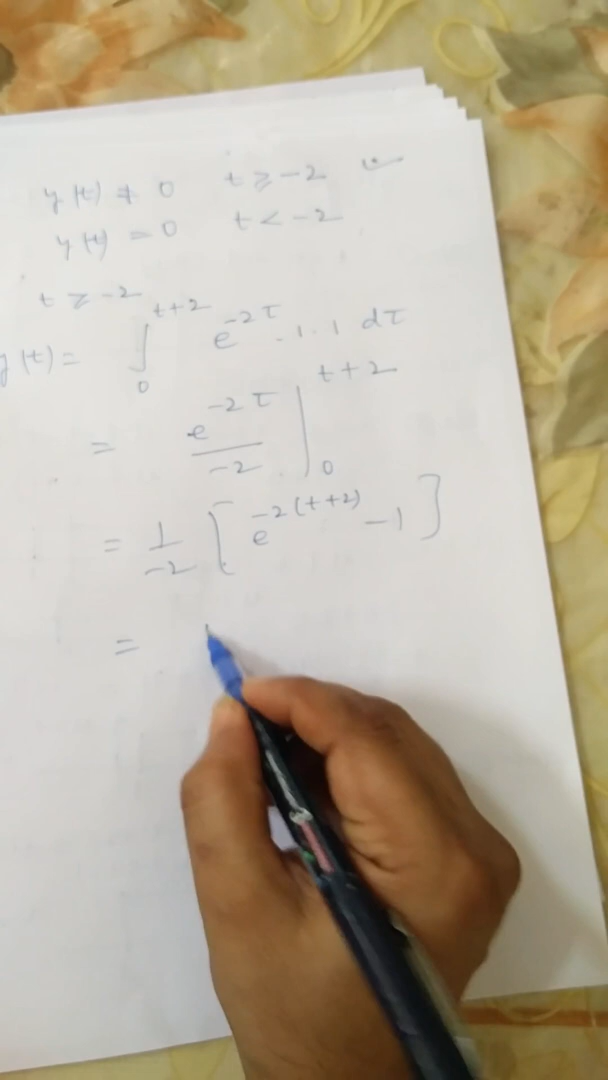 y(t) ≠ 0 t ≥ -2 ✓
y(t) = 0 t < -2
t ≥ -2
y(t) = ∫₀^{t+2} e^{-2τ} . 1 . 1 dτ
= e^{-2τ}/-2 |₀^{t+2}
= 1/-2 [e^{-2(t+2)} - 1]
=